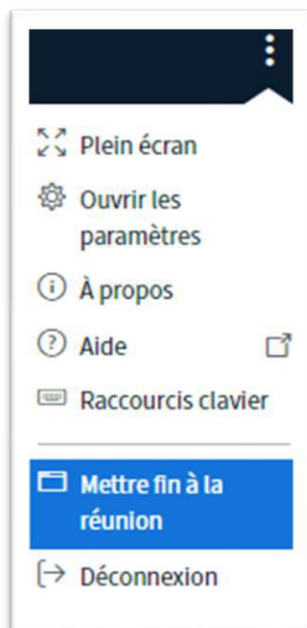 Plein écran
Ouvrir les
paramètres
À propos
Aide
Raccourcis clavier
Mettre fin à la
réunion
Déconnexion